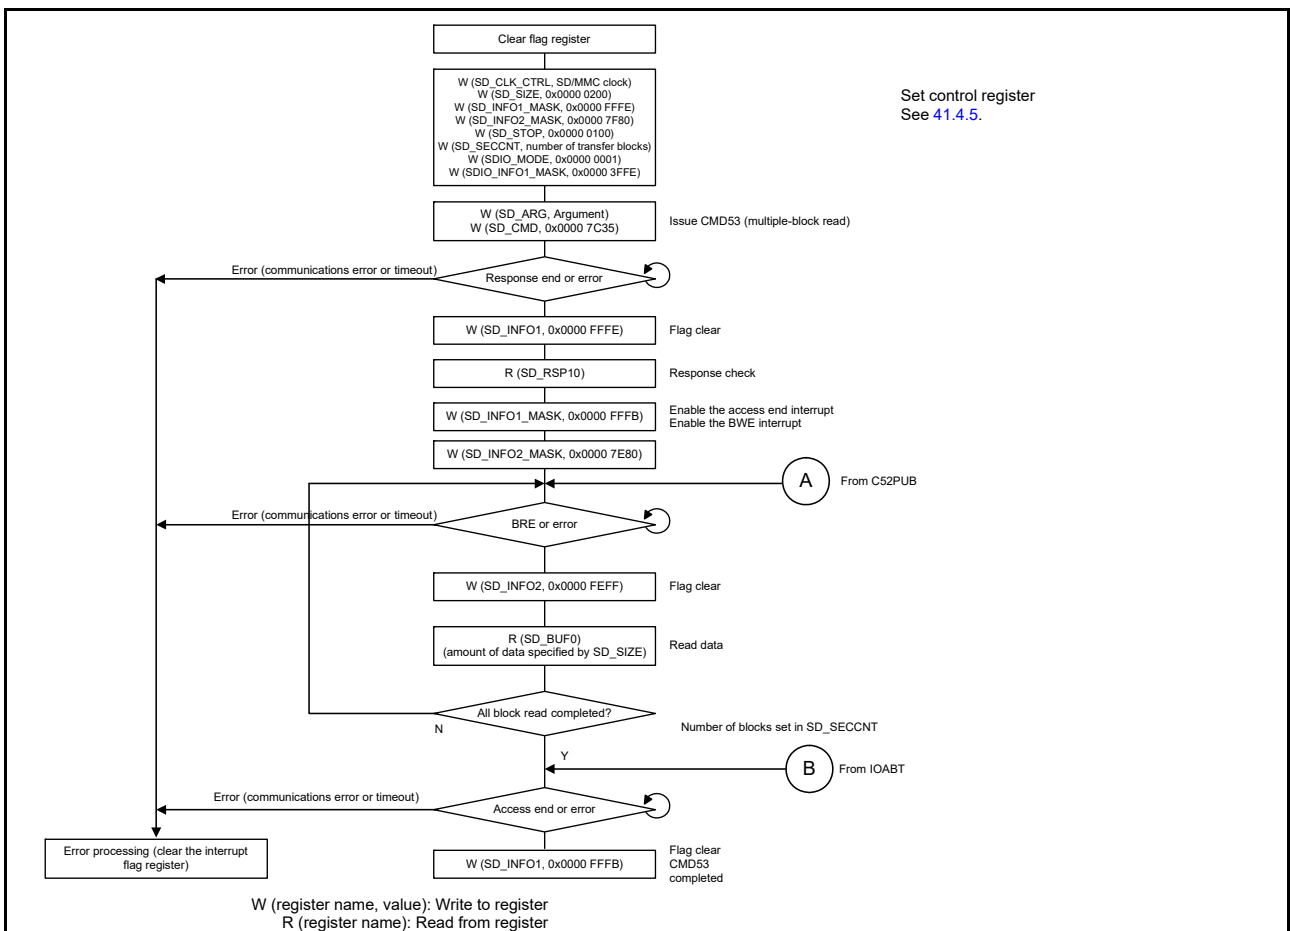 Clear flag register
W (SD_CLK_CTRL, SD/MMC clock)
W (SD_SIZE, 0x0000 0200)
W (SD_INFO1_MASK, 0x0000 FFFE)
W (SD_INFO2_MASK, 0x0000 7F80)
W (SD_STOP, 0x0000 0100)
W (SD_SECCNT, number of transfer blocks)
W (SDIO_MODE, 0x0000 0001)
W (SDIO_INFO1_MASK, 0x0000 3FFE)
Set control register
See 41.4.5.
W (SD_ARG, Argument)
W (SD_CMD, 0x0000 7C35)
Issue CMD53 (multiple-block read)
Error (communications error or timeout)
Response end or error
W (SD_INFO1, 0x0000 FFFE)
Flag clear
R (SD_RSP10)
Response check
W (SD_INFO1_MASK, 0x0000 FFFB)
Enable the access end interrupt
Enable the BWE interrupt
W (SD_INFO2_MASK, 0x0000 7E80)
A
From C52PUB
Error (communications error or timeout)
BRE or error
W (SD_INFO2, 0x0000 FEFF)
Flag clear
R (SD_BUF0)
(amount of data specified by SD_SIZE)
Read data
All block read completed?
N
Number of blocks set in SD_SECCNT
Y
B
From IOABT
Error (communications error or timeout)
Access end or error
Error processing (clear the interrupt
flag register)
W (SD_INFO1, 0x0000 FFFB)
Flag clear
CMD53
completed
W (register name, value): Write to register
R (register name): Read from register